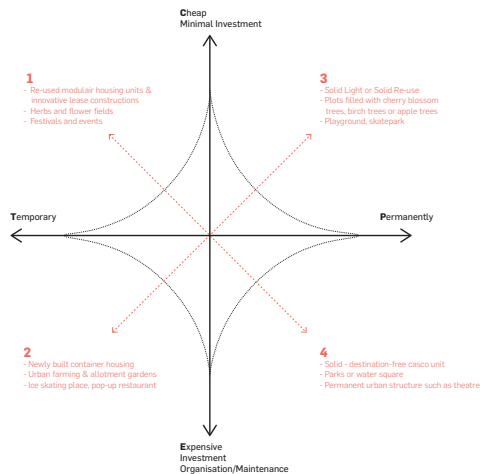 Cheap
Minimal Investment
1
- Re-used modulair housing units &
innovative lease constructions
- Herbs and flower fields
- Festivals and events
3
- Solid Light or Solid Re-use
- Plots filled with cherry blossom
trees, birch trees or apple trees
- Playground, skatepark
Temporary
Permanently
2
- Newly built container housing
- Urban farming & allotment gardens
- Ice skating place, pop-up restaurant
4
- Solid - destination-free casco unit
- Parks or water square
- Permanent urban structure such as theatre
Expensive
Investment
Organisation/Maintenance